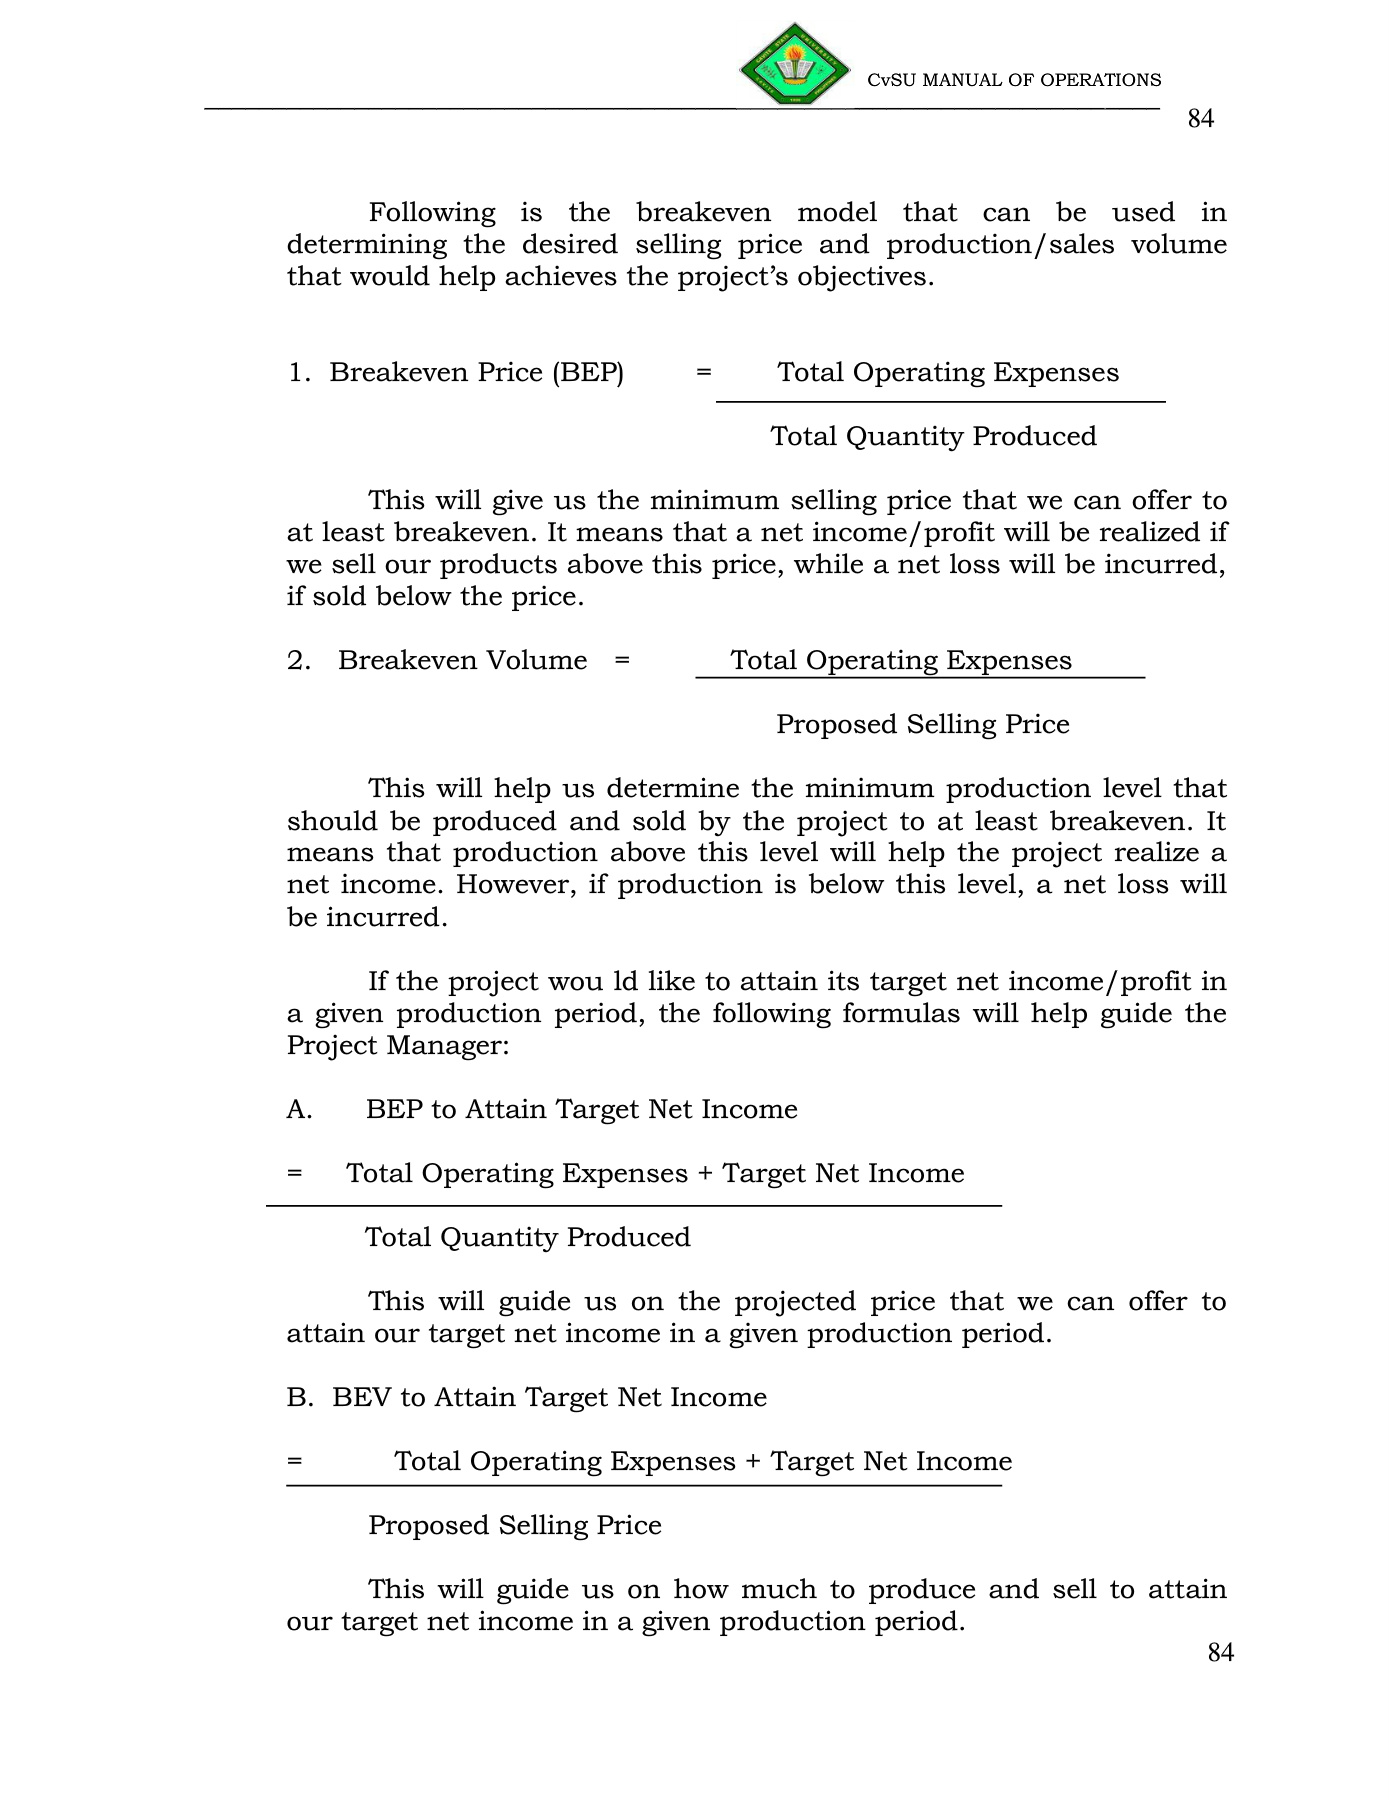 CvSU MANUAL OF OPERATIONS
84
Following is the breakeven model that can be used in
determining the desired selling price and production/sales volume
that would help achieves the project’s objectives.
1. Breakeven Price (BEP) = Total Operating Expenses
Total Quantity Produced
This will give us the minimum selling price that we can offer to
at least breakeven. It means that a net income/profit will be realized if
we sell our products above this price, while a net loss will be incurred,
if sold below the price.
2. Breakeven Volume = Total Operating Expenses
Proposed Selling Price
This will help us determine the minimum production level that
should be produced and sold by the project to at least breakeven. It
means that production above this level will help the project realize a
net income. However, if production is below this level, a net loss will
be incurred.
If the project wou ld like to attain its target net income/profit in
a given production period, the following formulas will help guide the
Project Manager:
A. BEP to Attain Target Net Income
= Total Operating Expenses + Target Net Income
Total Quantity Produced
This will guide us on the projected price that we can offer to
attain our target net income in a given production period.
B. BEV to Attain Target Net Income
= Total Operating Expenses + Target Net Income
Proposed Selling Price
This will guide us on how much to produce and sell to attain
our target net income in a given production period.
84